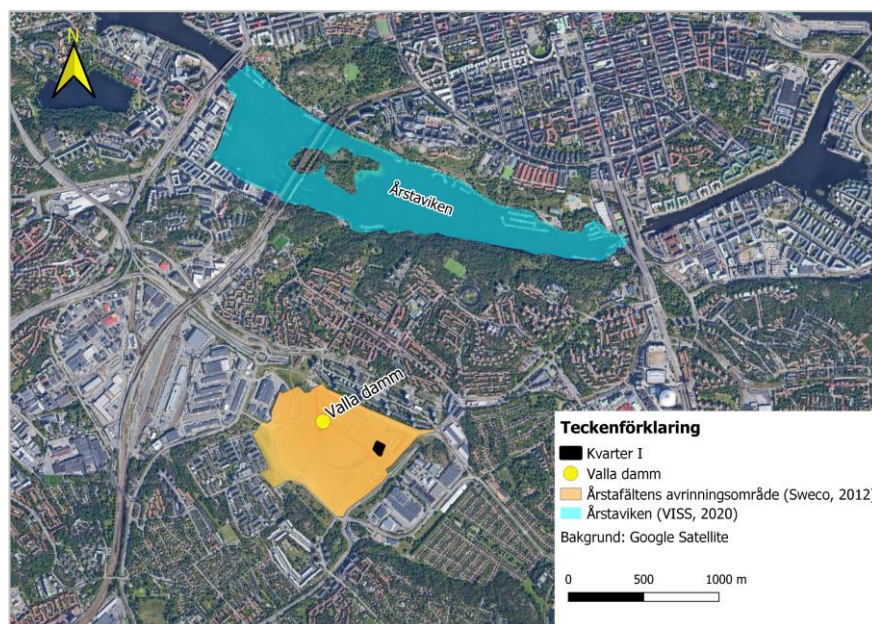 N
Årstaviken
Valla damm
Teckenförklaring
Kvarter I
Valla damm
Årstafältens avrinningsområde (Sweco, 2012)
Årstaviken (VISS, 2020)
Bakgrund: Google Satellite
0 500 1000 m